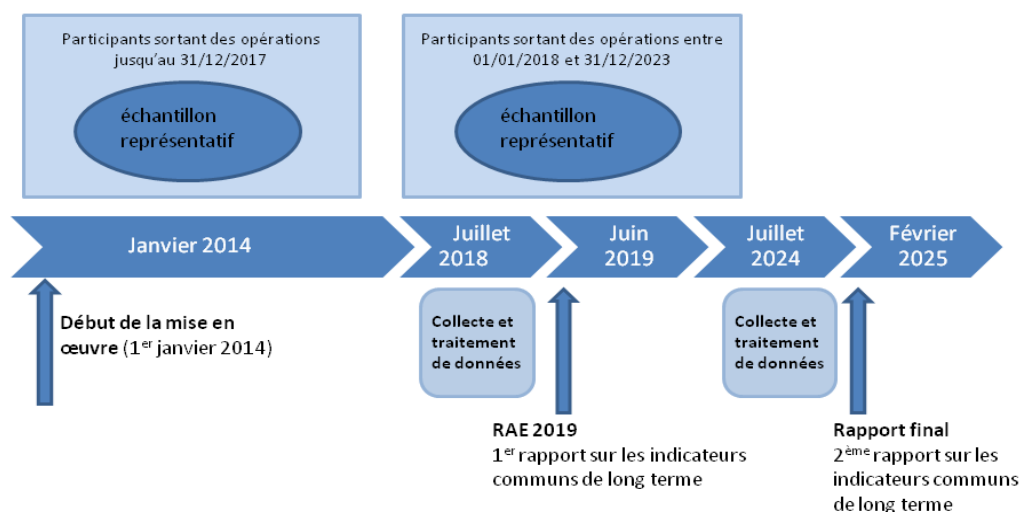 Participants sortant des opérations
jusqu'au 31/12/2017
échantillon
représentatif
Participants sortant des opérations entre
01/01/2018 et 31/12/2023
échantillon
représentatif
Janvier 2014
Juillet
2018
Juin
2019
Juillet
2024
Février
2025
Début de la mise en
œuvre (1er janvier 2014)
Collecte et
traitement
de données
Collecte et
traitement
de données
RAE 2019
1er rapport sur les indicateurs
communs de long terme
Rapport final
2ème rapport sur les
indicateurs communs
de long terme